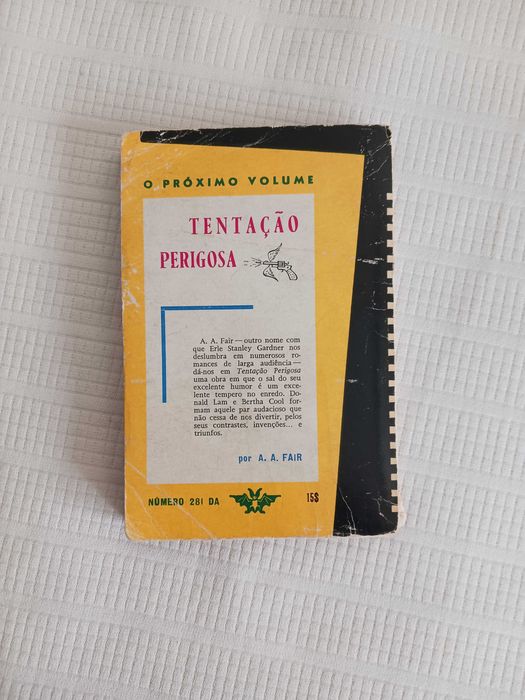 O PRÓXIMO VOLUME
TENTAÇÃO
PERIGOSA
A. A. Fair — outro nome com
que Erle Stanley Gardner nos
deslumbra em numerosos ro-
mances de larga audiência —
dá-nos em Tentação Perigosa
uma obra em que o sal do seu
excelente humor é um exce-
lente tempero no enredo. Do-
nald Lam e Bertha Cool for-
mam aquele par audacioso que
não cessa de nos divertir, pelos
seus contrastes, invenções... e
triunfos.
por A. A. FAIR
NÚMERO 281 DA
15$